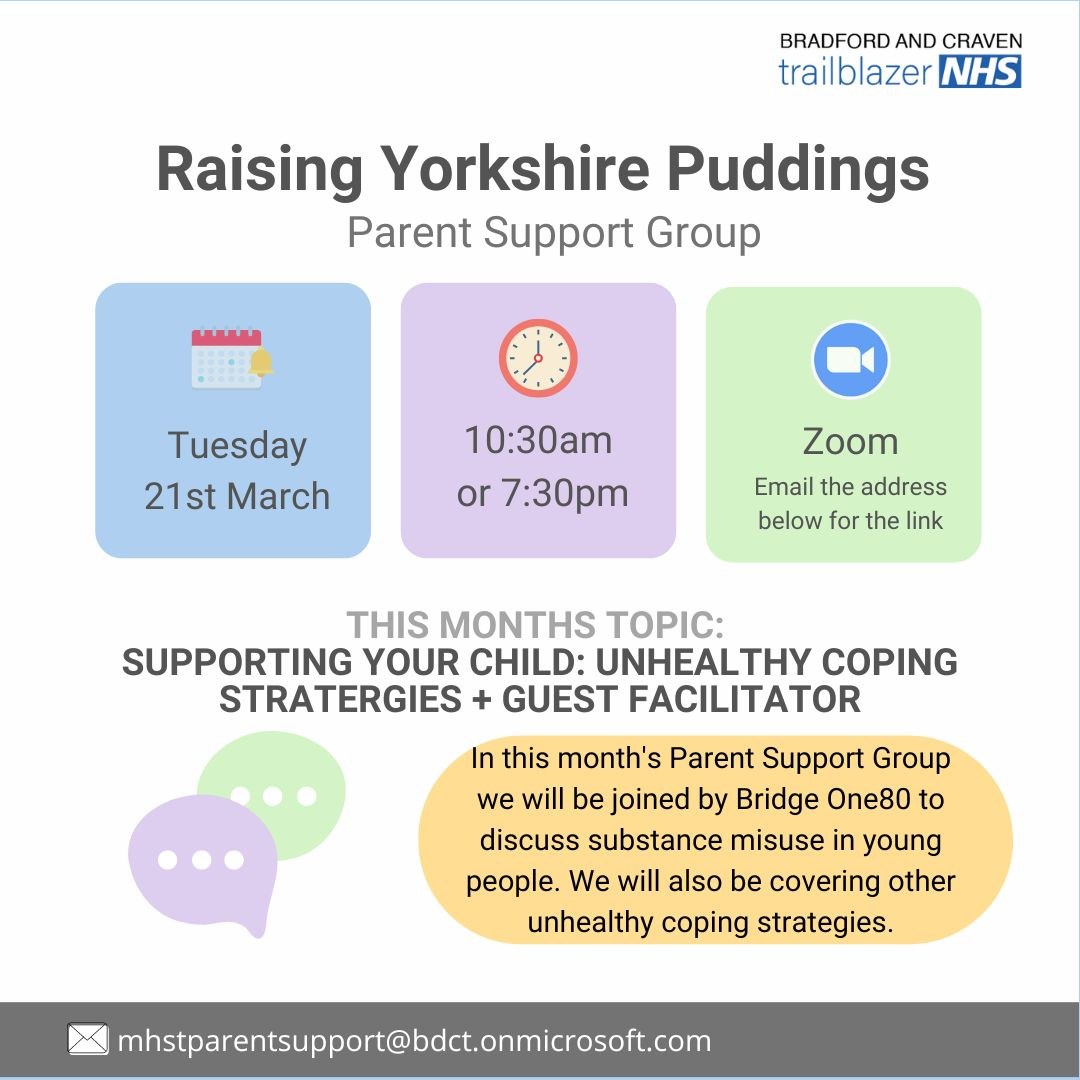 BRADFORD AND CRAVEN
trailblazer NHS
Raising Yorkshire Puddings
Parent Support Group
Tuesday
21st March
10:30am
or 7:30pm
Zoom
Email the address
below for the link
THIS MONTHS TOPIC:
SUPPORTING YOUR CHILD: UNHEALTHY COPING
STRATERGIES + GUEST FACILITATOR
In this month's Parent Support Group
we will be joined by Bridge One80 to
discuss substance misuse in young
people. We will also be covering other
unhealthy coping strategies.
mhstparentsupport@bdct.onmicrosoft.com